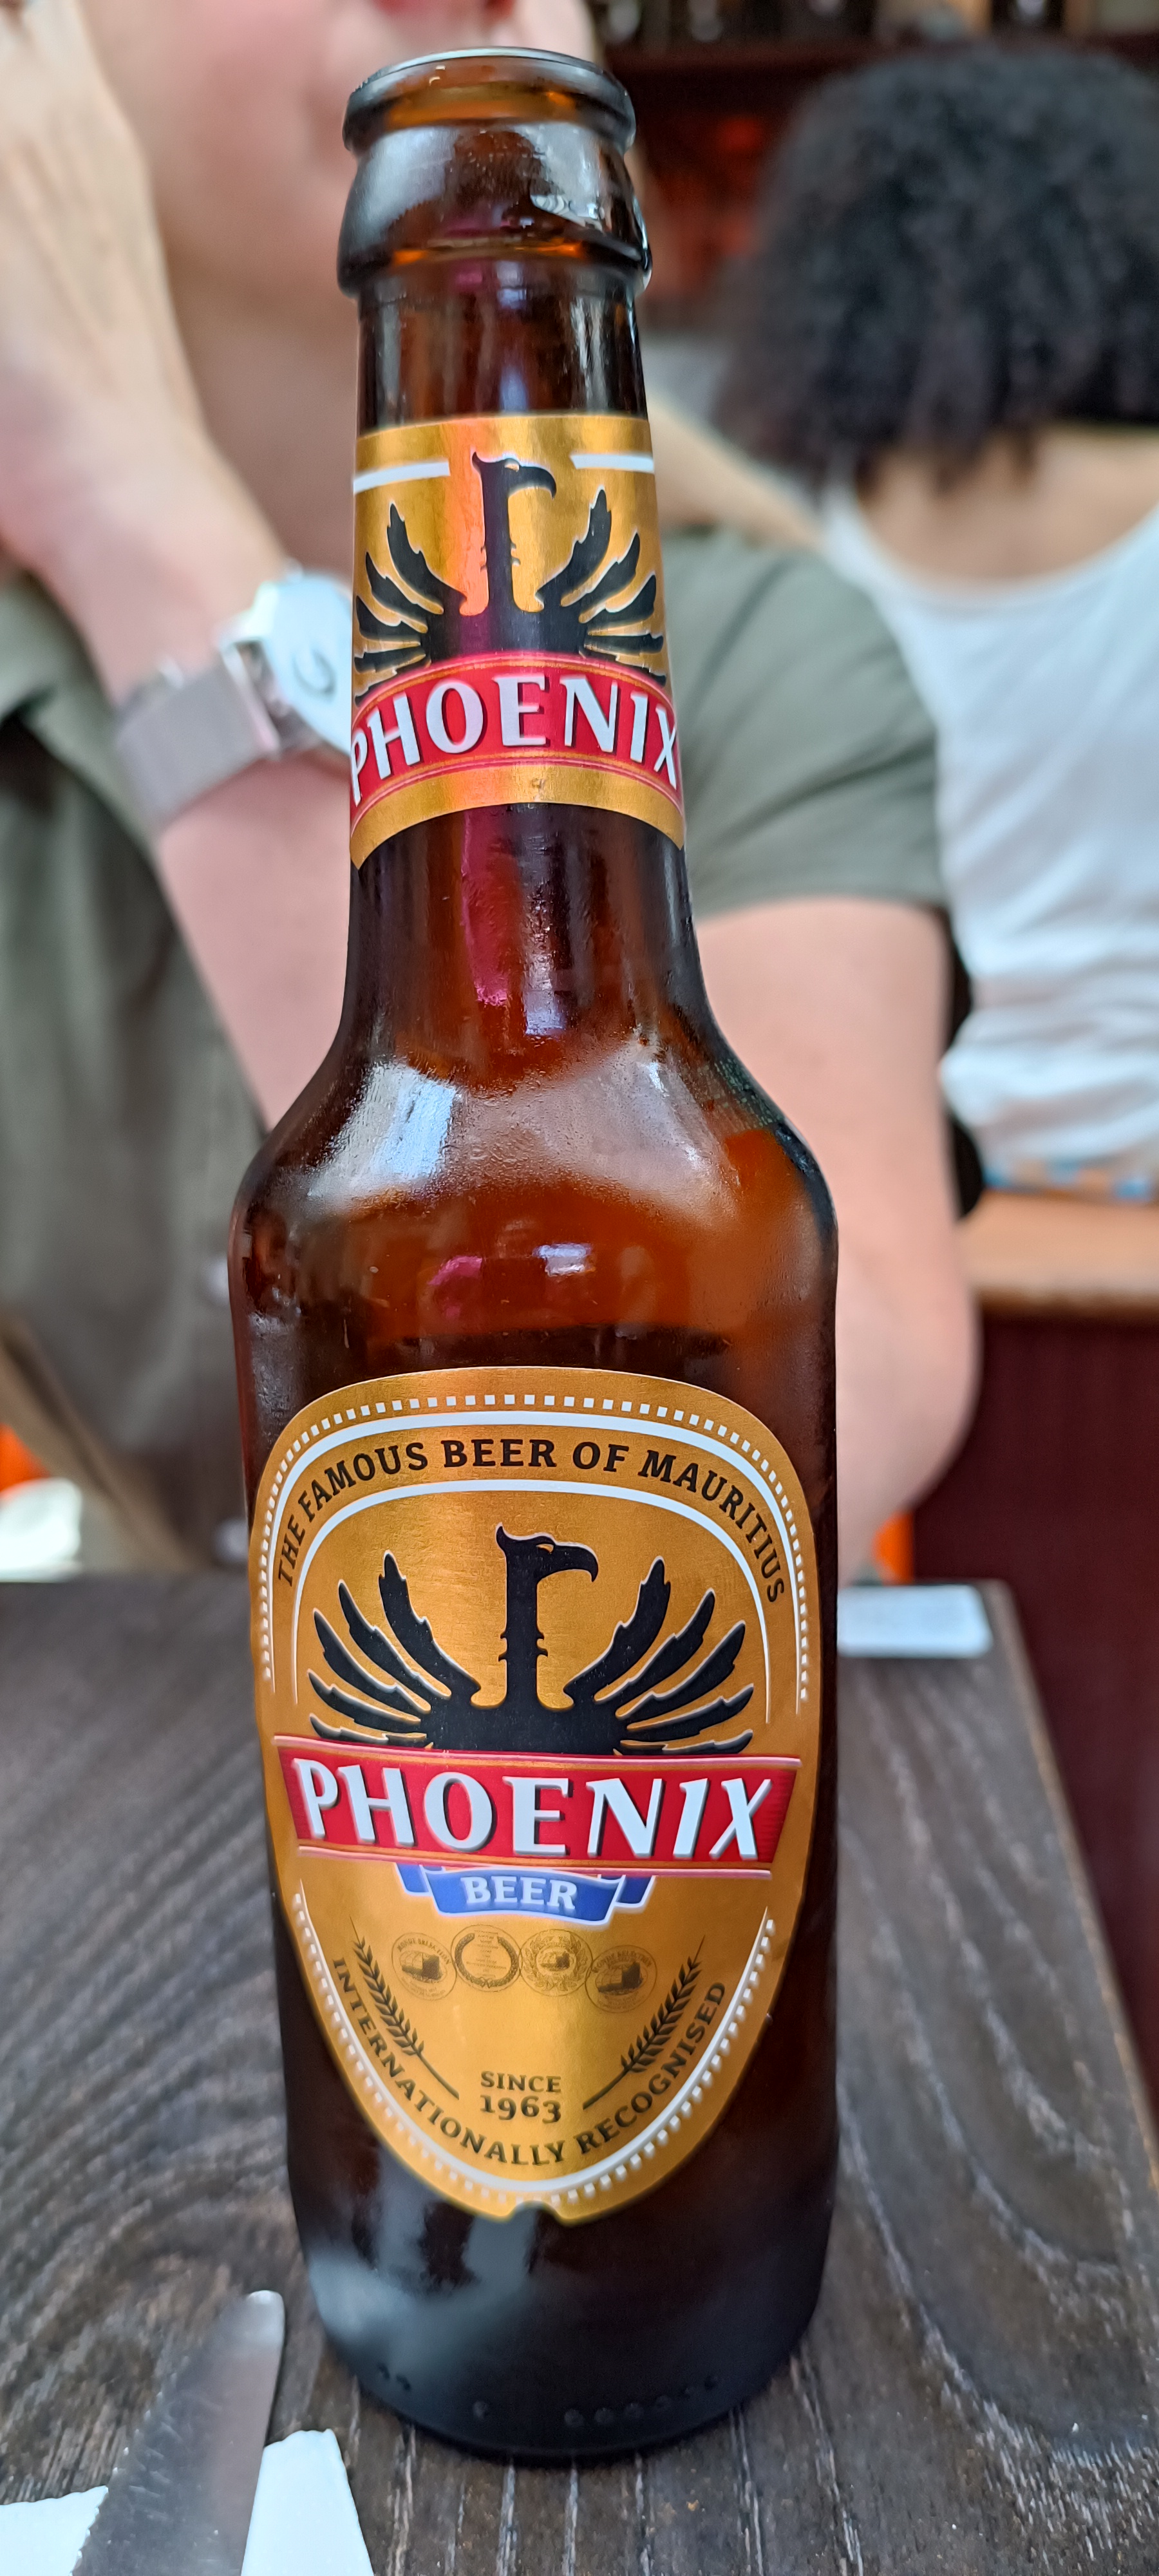 PHOENIX
THE FAMOUS BEER OF MAURITIUS
PHOENIX
BEER
SINCE
1963
INTERNATIONALLY RECOGNISED